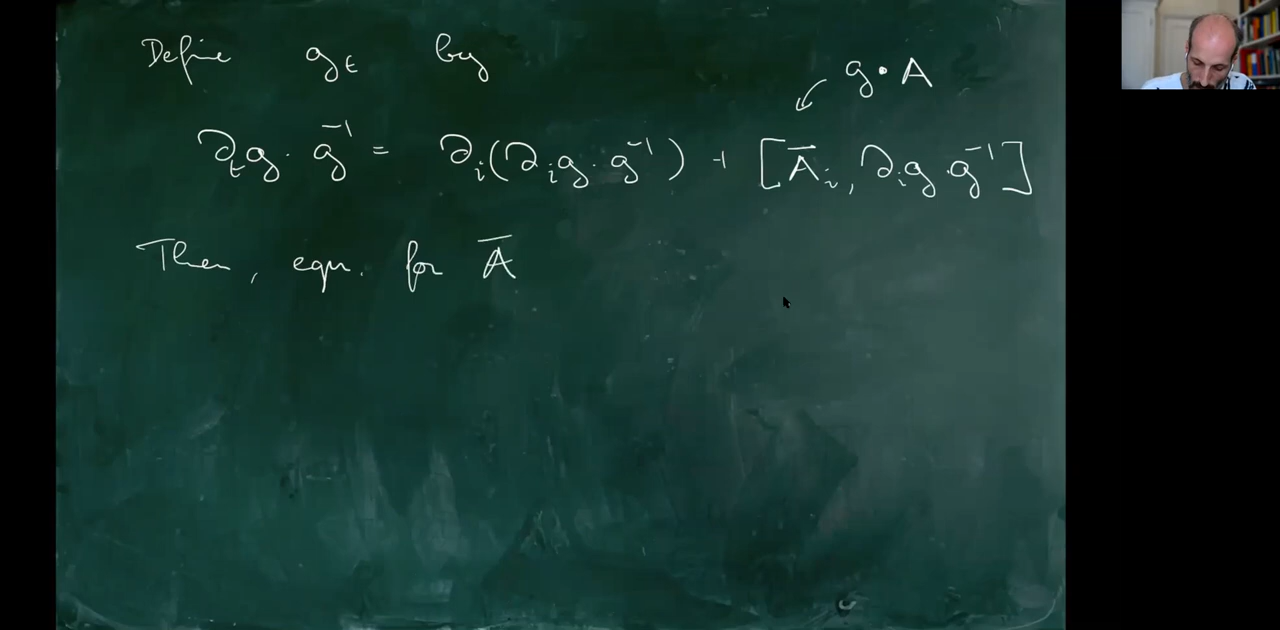 Define g_t by
g • A
∂_t g · g^{-1} = ∂_i(∂_i g · g^{-1}) + [Ā_i, ∂_i g · g^{-1}]
Then, eqn. for Ā